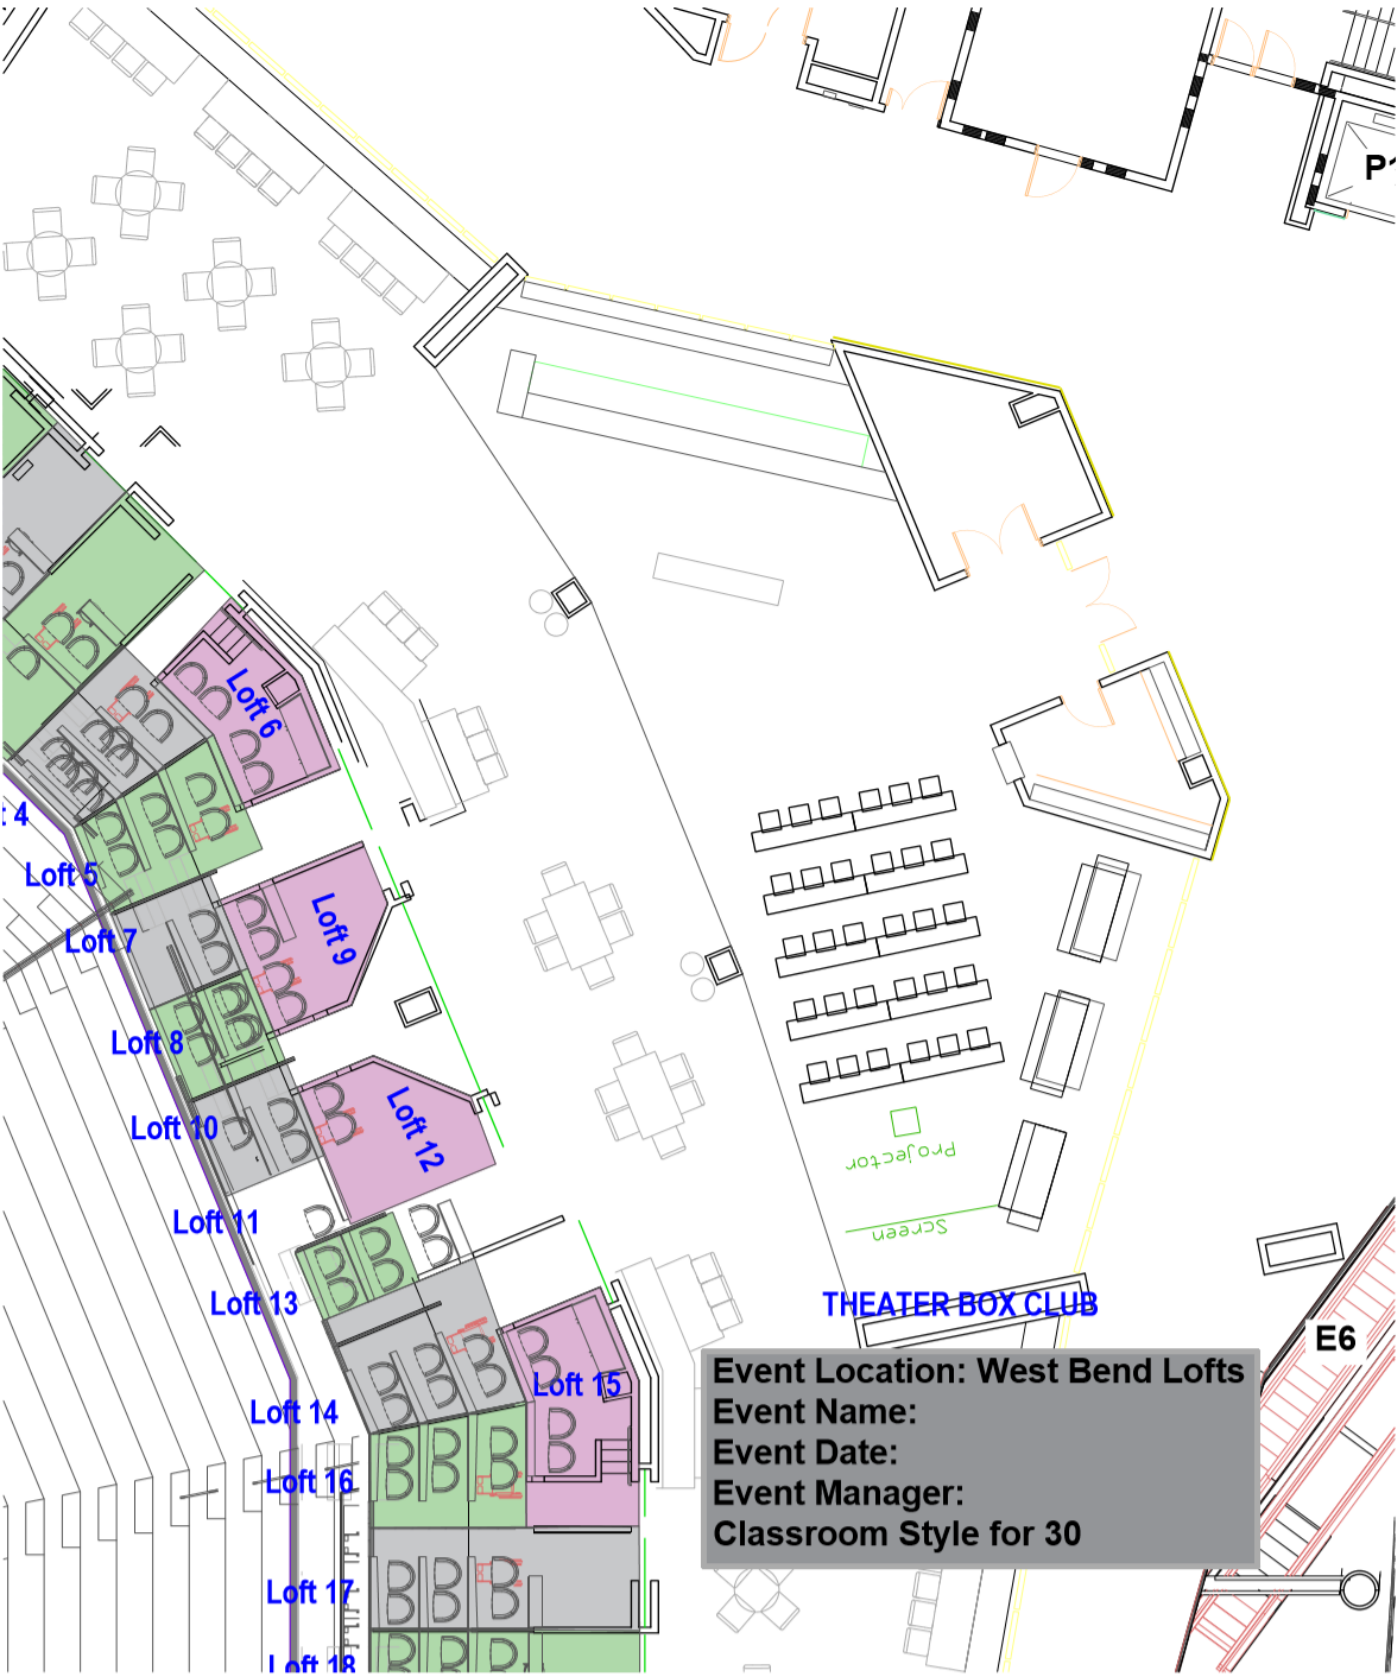 P1
Loft 6
t 4
Loft 5
Loft 9
Loft 7
Loft 8
Loft 12
Loft 10
Projector
Loft 11
Screen
Loft 13
THEATER BOX CLUB
E6
Loft 15
Loft 14
Loft 16
Loft 17
Loft 18
Event Location: West Bend Lofts
Event Name:
Event Date:
Event Manager:
Classroom Style for 30